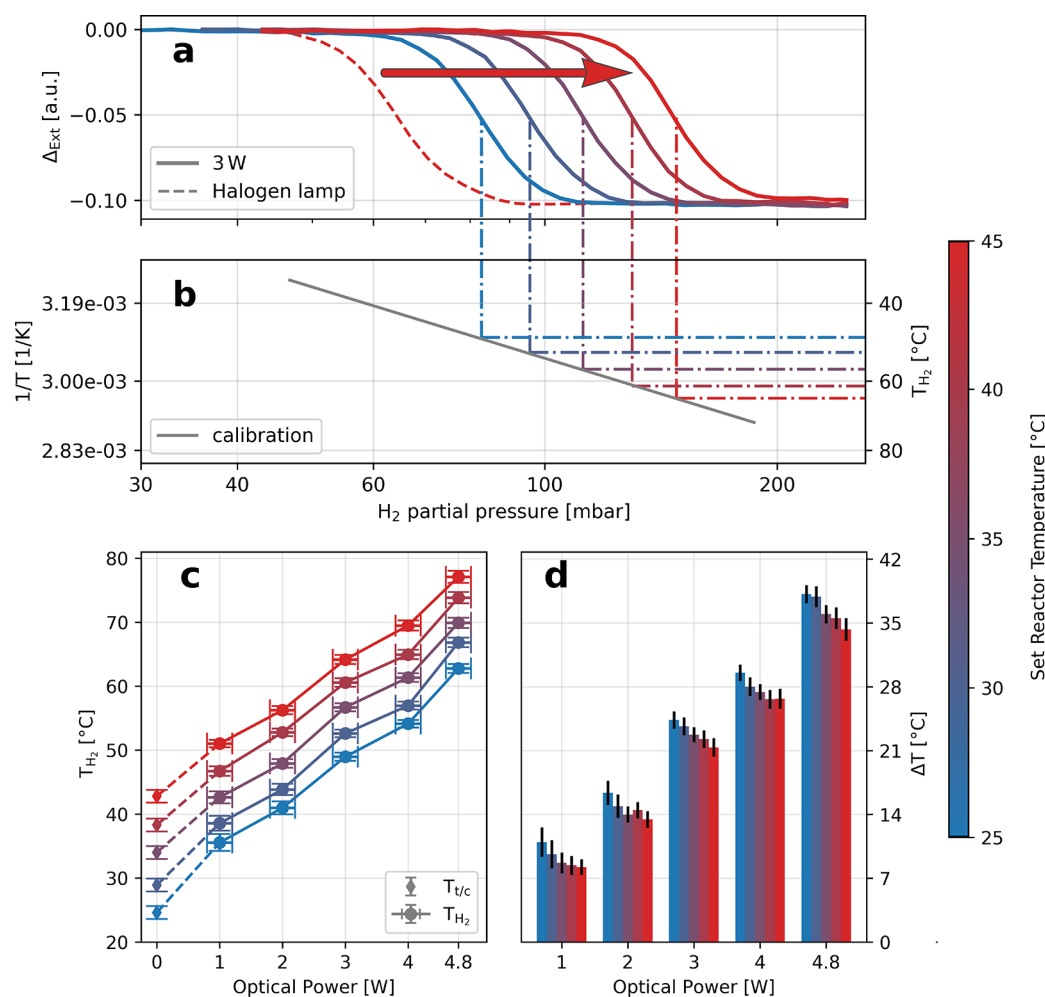 a
0.00
−0.05
−0.10
Δ_Ext [a.u.]
3 W
Halogen lamp
b
3.19e-03
3.00e-03
2.83e-03
1/T [1/K]
calibration
40
60
80
T_H₂ [°C]
30 40 60 100 200
H₂ partial pressure [mbar]
c
80
70
60
50
40
30
20
T_H₂ [°C]
T_t/c
T_H₂
0 1 2 3 4 4.8
Optical Power [W]
d
42
35
28
21
14
7
0
ΔT [°C]
1 2 3 4 4.8
Optical Power [W]
45
40
35
30
25
Set Reactor Temperature [°C]